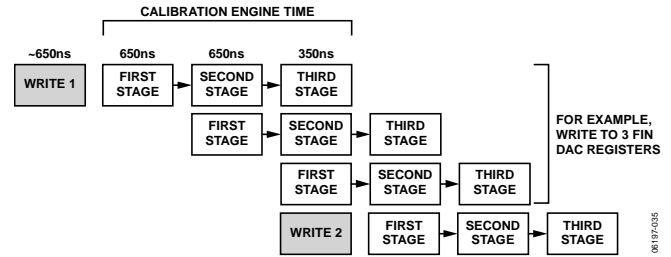 CALIBRATION ENGINE TIME
~650ns 650ns 650ns 350ns
WRITE 1
FIRST
STAGE
SECOND
STAGE
THIRD
STAGE
FIRST
STAGE
SECOND
STAGE
THIRD
STAGE
FIRST
STAGE
SECOND
STAGE
THIRD
STAGE
FOR EXAMPLE,
WRITE TO 3 FIN
DAC REGISTERS
WRITE 2
FIRST
STAGE
SECOND
STAGE
THIRD
STAGE
06197-035